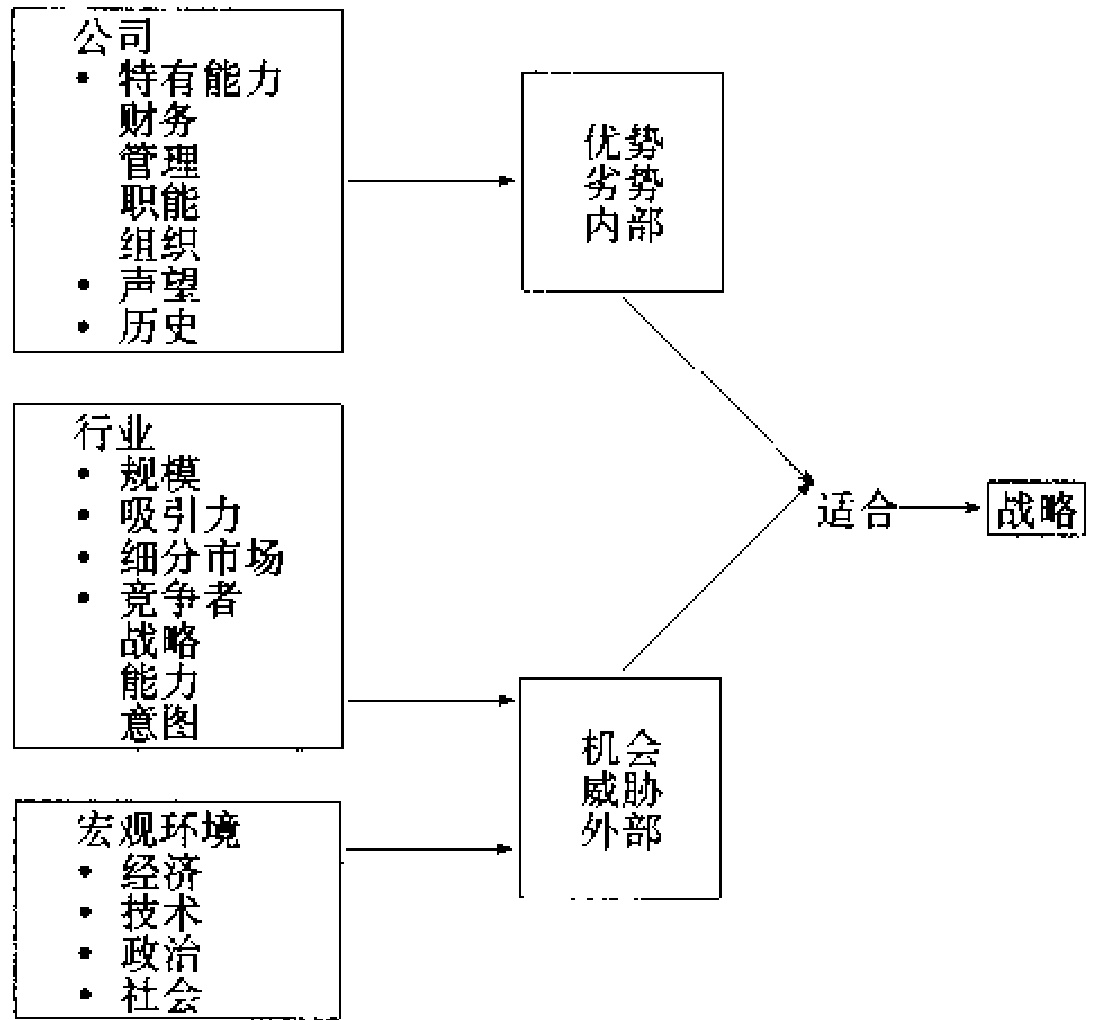 公司
• 特有能力
财务
管理
职能
组织
• 声望
• 历史
优势
劣势
内部
行业
• 规模
• 吸引力
• 细分市场
• 竞争者
战略
能力
意图
适合
战略
机会
威胁
外部
宏观环境
• 经济
• 技术
• 政治
• 社会